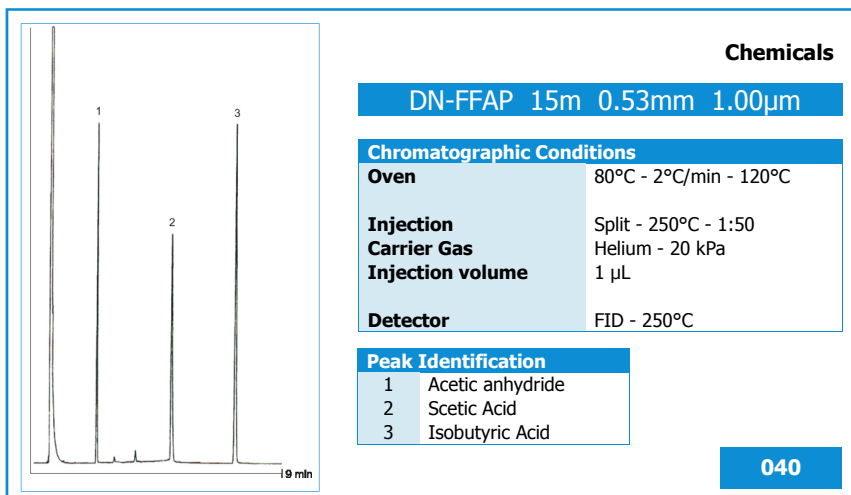 Chemicals
DN-FFAP 15m 0.53mm 1.00µm
Chromatographic Conditions
Oven 80°C - 2°C/min - 120°C
Injection Split - 250°C - 1:50
Carrier Gas Helium - 20 kPa
Injection volume 1 µL
Detector FID - 250°C
Peak Identification
1 Acetic anhydride
2 Scetic Acid
3 Isobutyric Acid
040
1
2
3
9 min